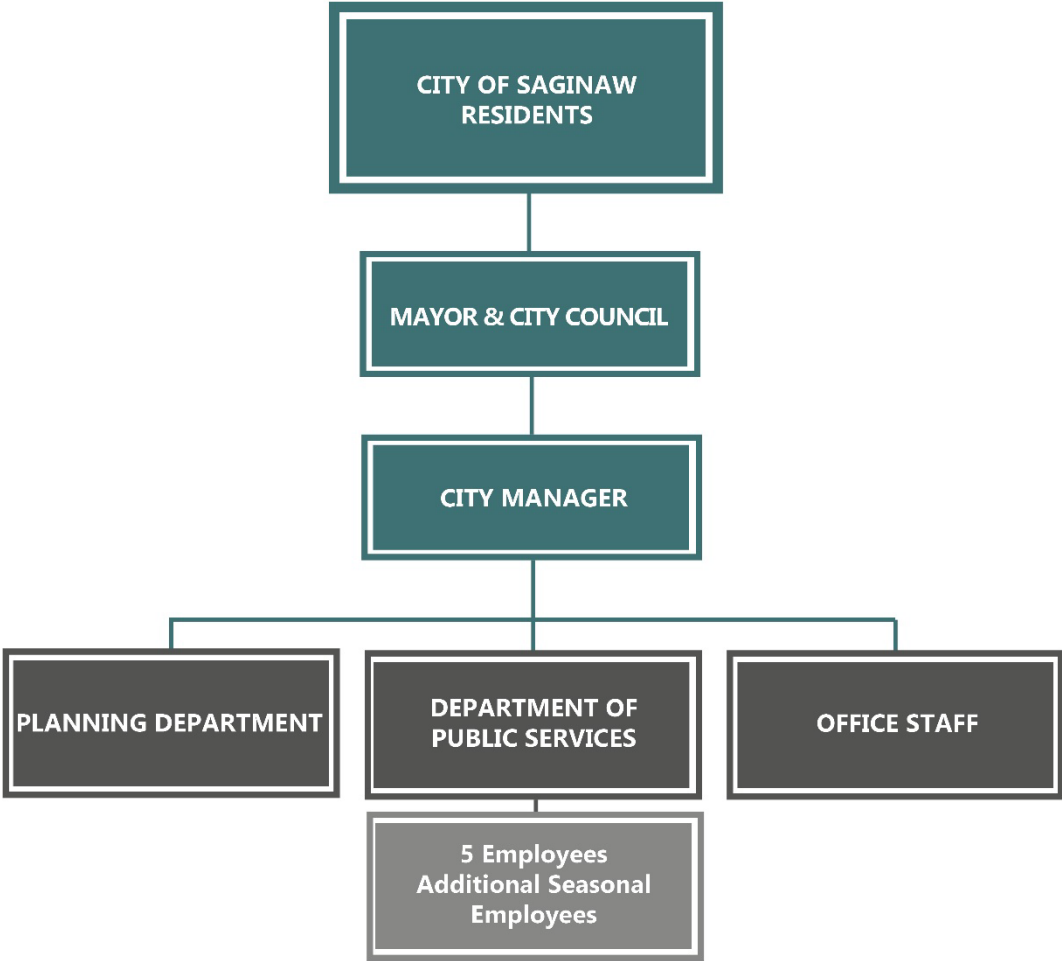 CITY OF SAGINAW
RESIDENTS
MAYOR & CITY COUNCIL
CITY MANAGER
PLANNING DEPARTMENT
DEPARTMENT OF
PUBLIC SERVICES
OFFICE STAFF
5 Employees
Additional Seasonal
Employees